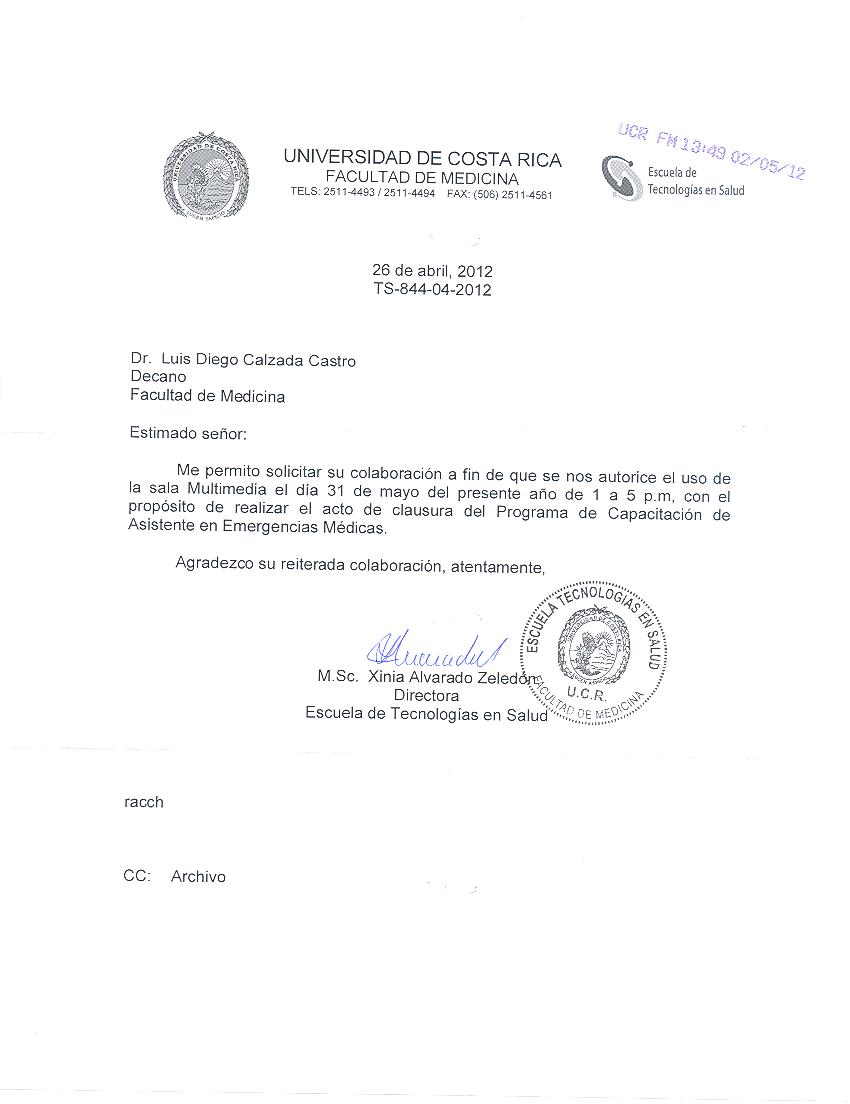 UCR FM 13:49 02/05/12
UNIVERSIDAD DE COSTA RICA
FACULTAD DE MEDICINA
TELS: 2511-4493 / 2511-4494 FAX: (506) 2511-4561
Escuela de
Tecnologías en Salud
26 de abril, 2012
TS-844-04-2012
Dr. Luis Diego Calzada Castro
Decano
Facultad de Medicina
Estimado señor:
Me permito solicitar su colaboración a fin de que se nos autorice el uso de
la sala Multimedia el día 31 de mayo del presente año de 1 a 5 p.m, con el
propósito de realizar el acto de clausura del Programa de Capacitación de
Asistente en Emergencias Médicas.
Agradezco su reiterada colaboración, atentamente,
M.Sc. Xinia Alvarado Zeledón
Directora
Escuela de Tecnologías en Salud
ESCUELA TECNOLOGIAS EN SALUD
U.C.R.
FACULTAD DE MEDICINA
racch
CC: Archivo